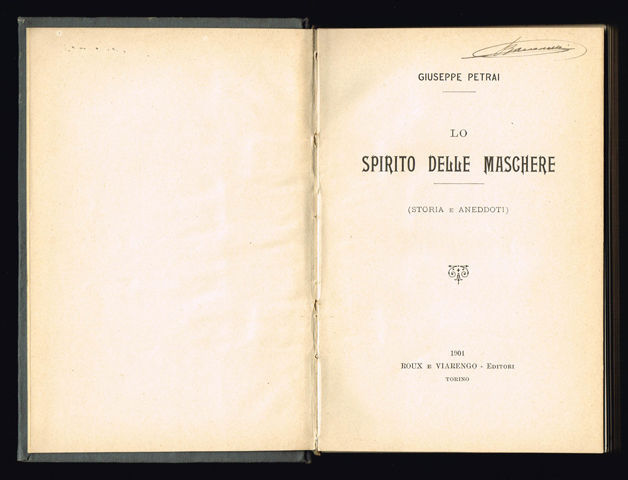 GIUSEPPE PETRAI
LO
SPIRITO DELLE MASCHERE
(STORIA E ANEDDOTI)
1901
ROUX E VIARENGO - EDITORI
TORINO